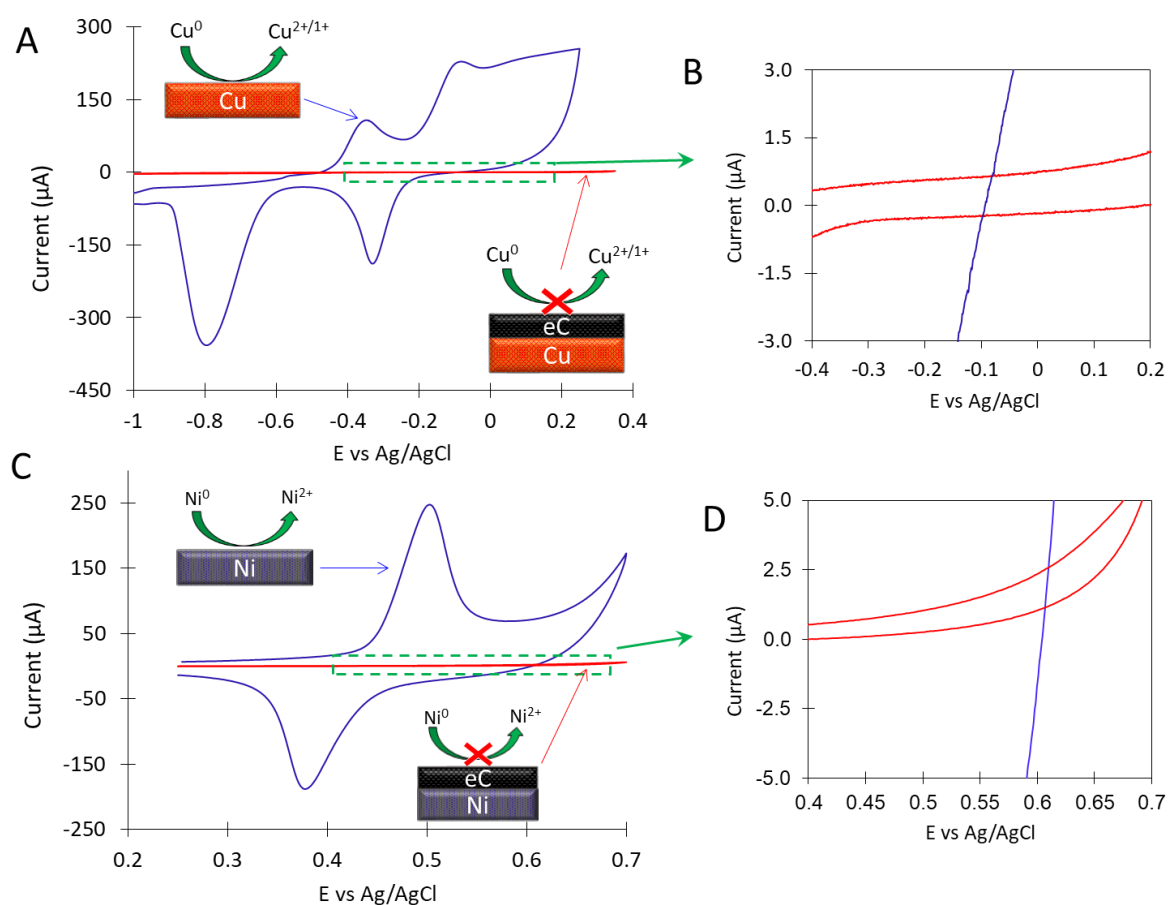 A
Cu⁰ Cu²⁺/¹⁺
Cu
300
150
0
-150
-300
-450
Current (µA)
-1 -0.8 -0.6 -0.4 -0.2 0 0.2 0.4
E vs Ag/AgCl
Cu⁰ Cu²⁺/¹⁺
eC
Cu
B
3.0
1.5
0.0
-1.5
-3.0
Current (µA)
-0.4 -0.3 -0.2 -0.1 0 0.1 0.2
E vs Ag/AgCl
C
Ni⁰ Ni²⁺
Ni
250
150
50
-50
-150
-250
Current (µA)
0.2 0.3 0.4 0.5 0.6 0.7
E vs Ag/AgCl
Ni⁰ Ni²⁺
eC
Ni
D
5.0
2.5
0.0
-2.5
-5.0
Current (µA)
0.4 0.45 0.5 0.55 0.6 0.65 0.7
E vs Ag/AgCl